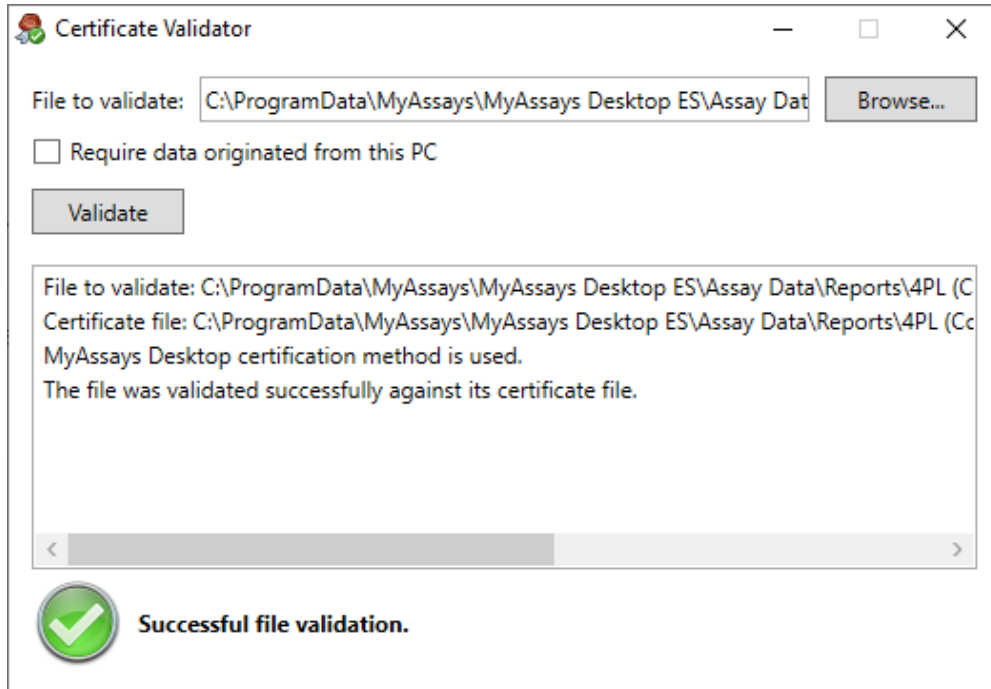 Certificate Validator
File to validate: C:\ProgramData\MyAssays\MyAssays Desktop ES\Assay Dat Browse...
Require data originated from this PC
Validate
File to validate: C:\ProgramData\MyAssays\MyAssays Desktop ES\Assay Data\Reports\4PL (C
Certificate file: C:\ProgramData\MyAssays\MyAssays Desktop ES\Assay Data\Reports\4PL (Cc
MyAssays Desktop certification method is used.
The file was validated successfully against its certificate file.
Successful file validation.